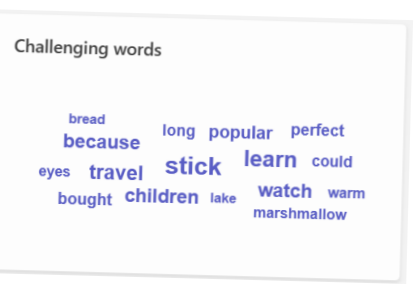 Challenging words
bread
because long popular perfect
eyes travel stick learn could
bought children lake watch warm
marshmallow